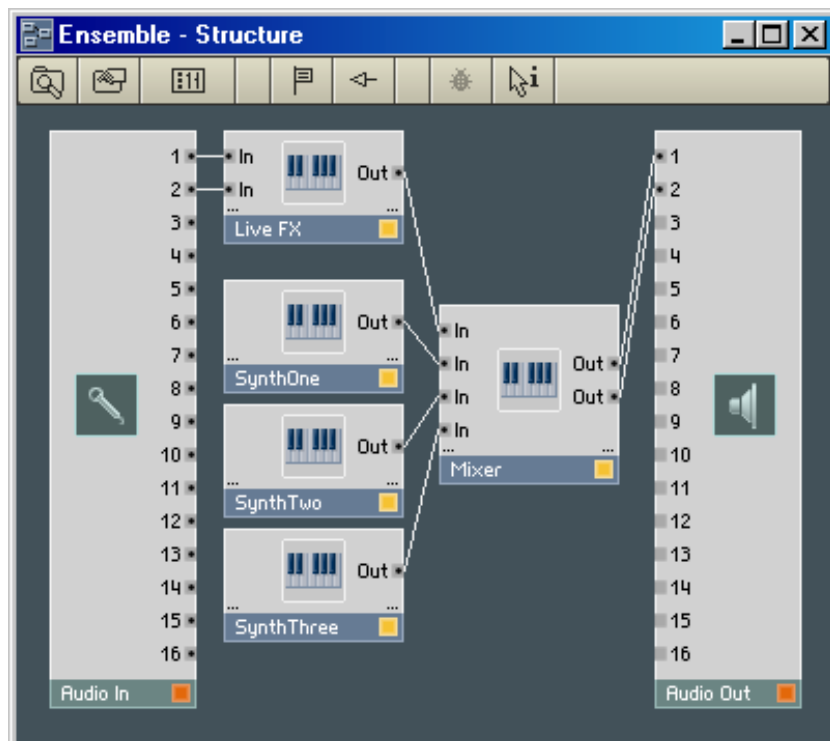 Ensemble - Structure
i
1
2
3
4
5
6
7
8
9
10
11
12
13
14
15
16
Audio In
In
In
Out
...
...
Live FX
Out
...
...
SynthOne
Out
...
...
SynthTwo
Out
...
...
SynthThree
In
In
In
In
Out
Out
...
...
Mixer
1
2
3
4
5
6
7
8
9
10
11
12
13
14
15
16
Audio Out